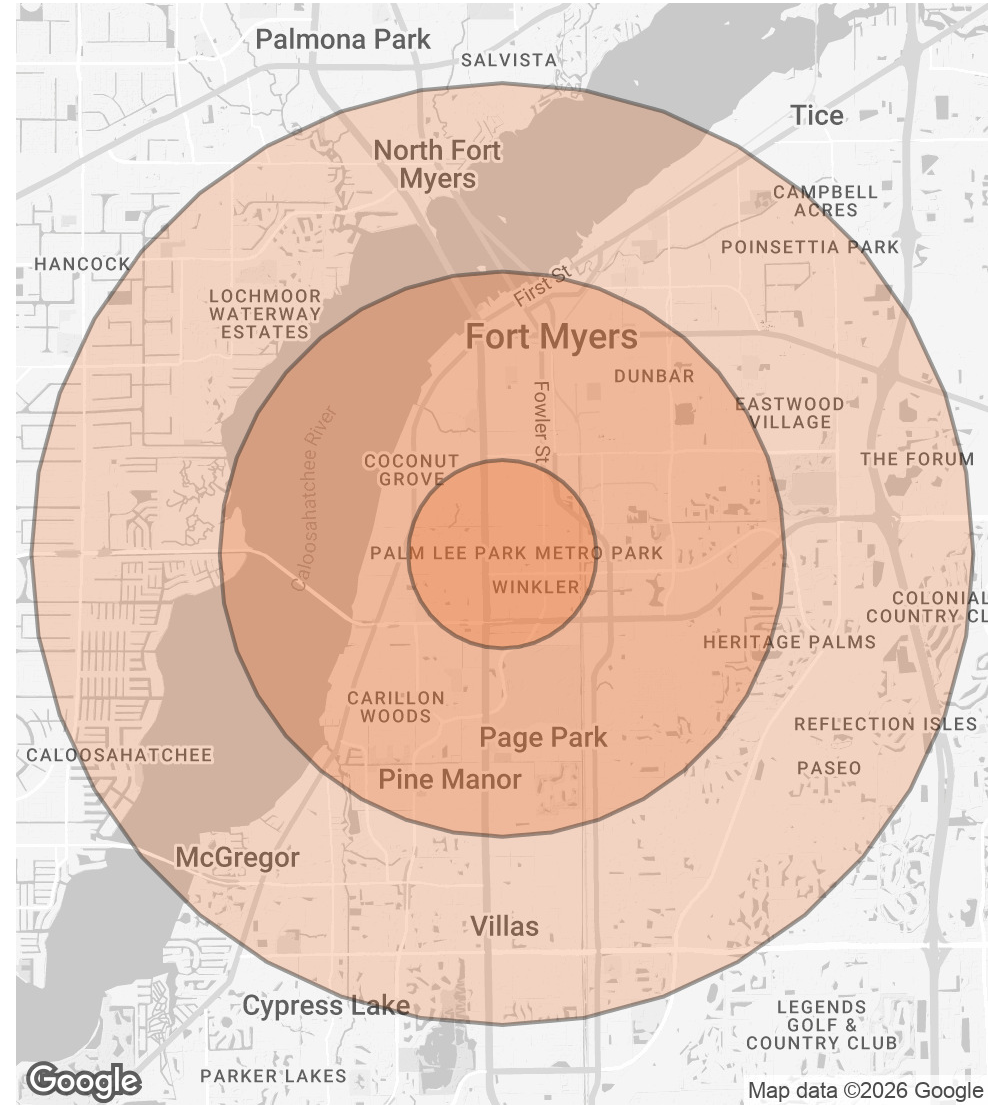 Palmona Park
SALVISTA
Tice
North Fort
Myers
CAMPBELL
ACRES
POINSETTIA PARK
HANCOCK
LOCHMOOR
WATERWAY
ESTATES
First St
Fort Myers
DUNBAR
Fowler St
EASTWOOD
VILLAGE
Caloosahatchee River
COCONUT
GROVE
THE FORUM
PALM LEE PARK
METRO PARK
WINKLER
COLONIAL
COUNTRY CL
HERITAGE PALMS
CARILLON
WOODS
REFLECTION ISLES
Page Park
CALOOSAHATCHEE
PASEO
Pine Manor
McGregor
Villas
Cypress Lake
LEGENDS
GOLF &
COUNTRY CLUB
PARKER LAKES
Google
Map data ©2026 Google